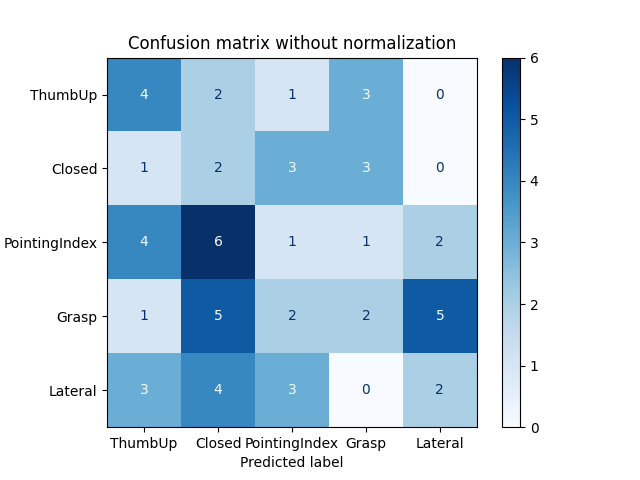 Confusion matrix without normalization
ThumbUp 4 2 1 3 0
Closed 1 2 3 3 0
PointingIndex 4 6 1 1 2
Grasp 1 5 2 2 5
Lateral 3 4 3 0 2
ThumbUp Closed PointingIndex Grasp Lateral
Predicted label
6
5
4
3
2
1
0